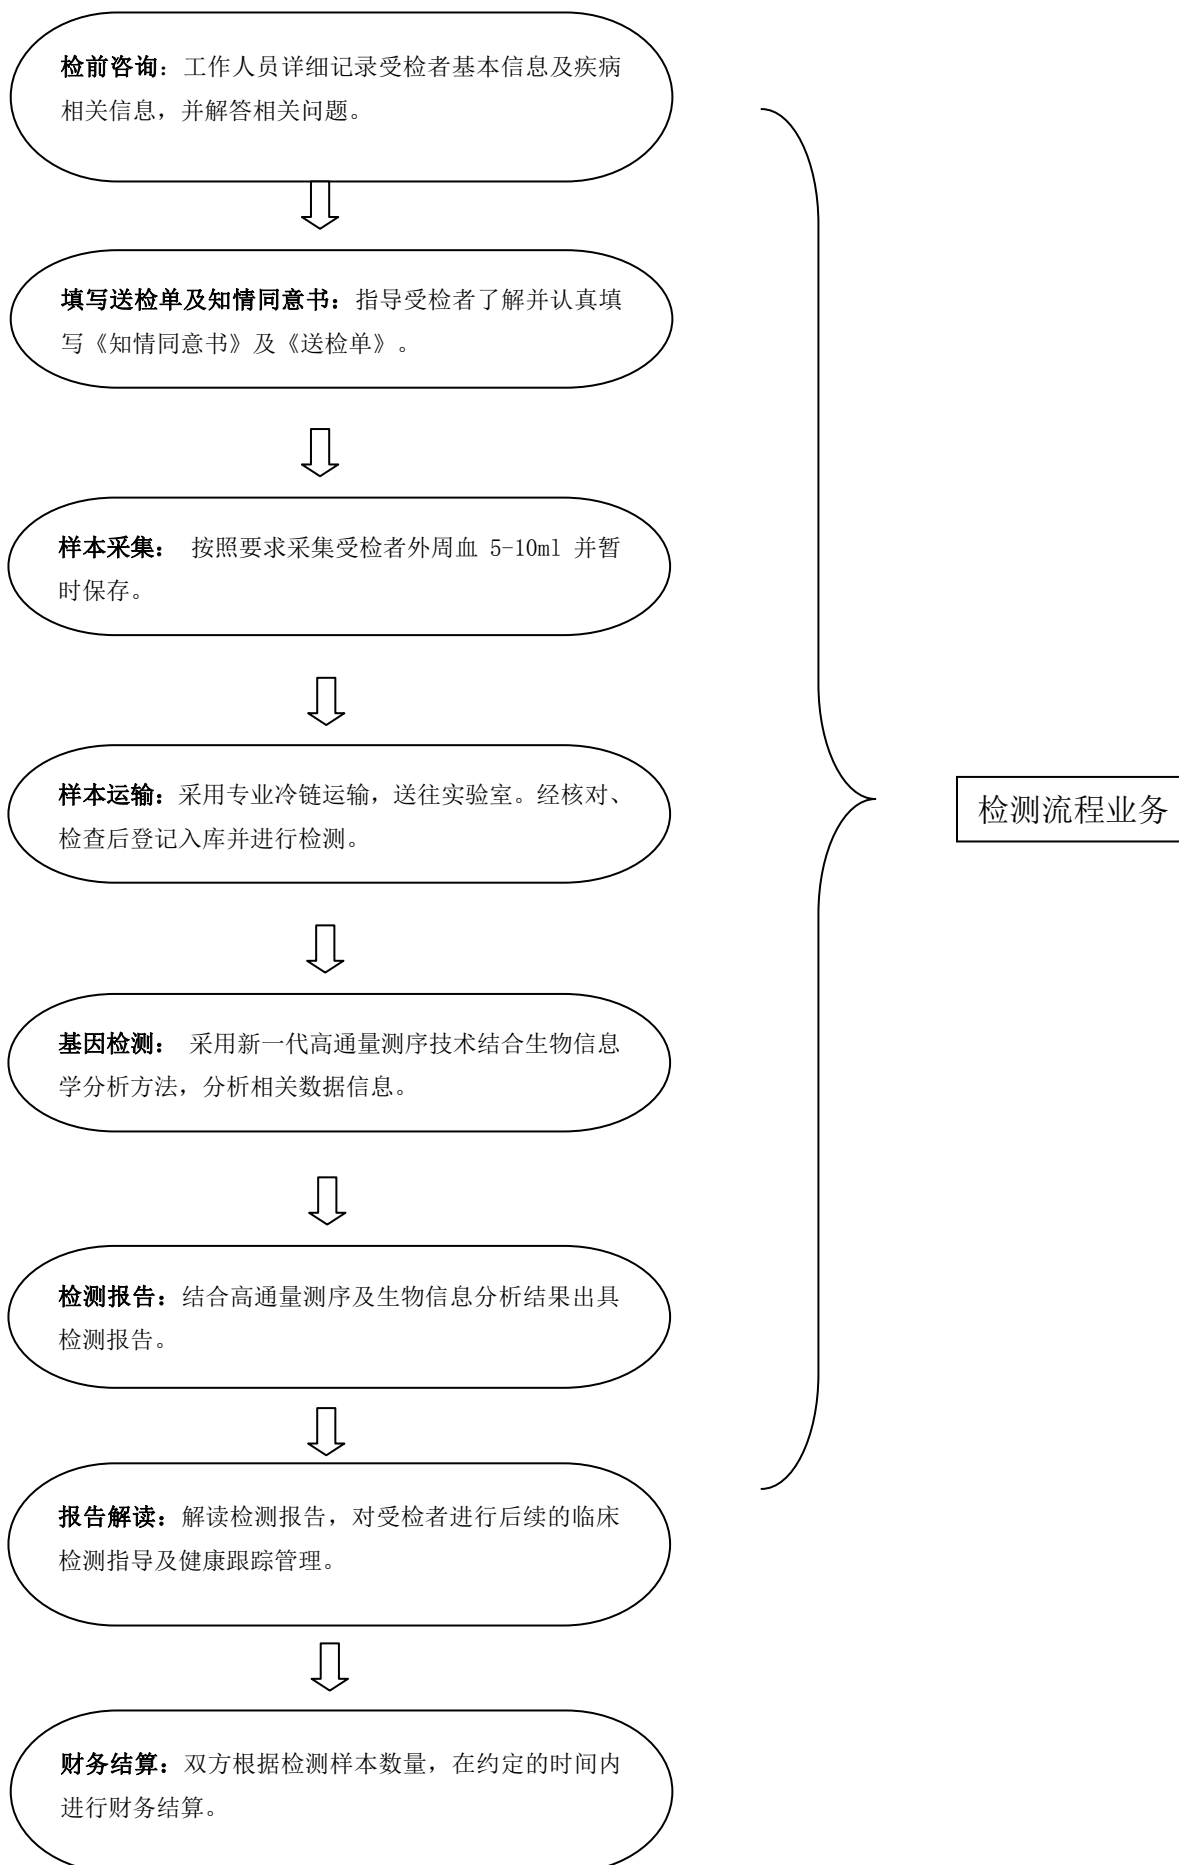 检前咨询：工作人员详细记录受检者基本信息及疾病
相关信息，并解答相关问题。
填写送检单及知情同意书：指导受检者了解并认真填
写《知情同意书》及《送检单》。
样本采集： 按照要求采集受检者外周血 5-10ml 并暂
时保存。
样本运输：采用专业冷链运输，送往实验室。经核对、
检查后登记入库并进行检测。
检测流程业务
基因检测： 采用新一代高通量测序技术结合生物信息
学分析方法，分析相关数据信息。
检测报告：结合高通量测序及生物信息分析结果出具
检测报告。
报告解读：解读检测报告，对受检者进行后续的临床
检测指导及健康跟踪管理。
财务结算：双方根据检测样本数量，在约定的时间内
进行财务结算。